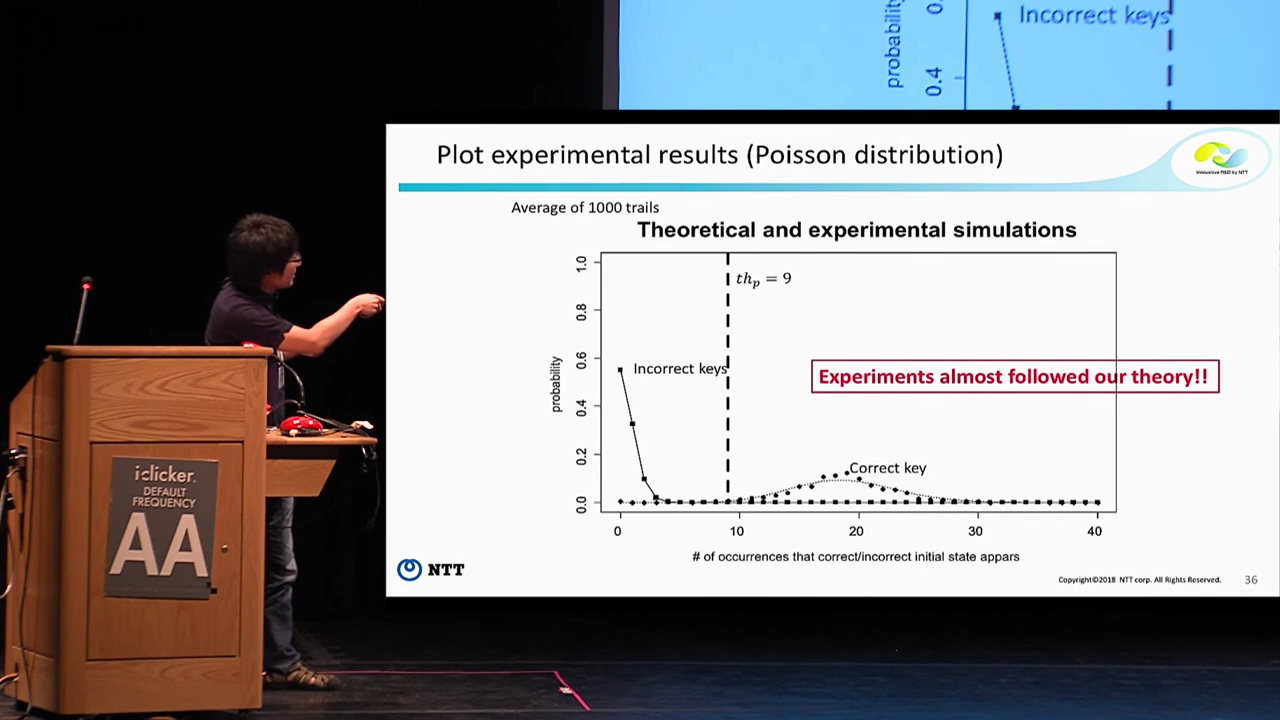 probability
0.4
Incorrect keys
Plot experimental results (Poisson distribution)
Innovative R&D by NTT
Average of 1000 trails
Theoretical and experimental simulations
probability
1.0
0.8
0.6
0.4
0.2
0.0
th_p = 9
Incorrect keys
Experiments almost followed our theory!!
Correct key
0 10 20 30 40
# of occurrences that correct/incorrect initial state appars
NTT
Copyright©2018 NTT corp. All Rights Reserved.
36
iclicker.
DEFAULT
FREQUENCY
AA